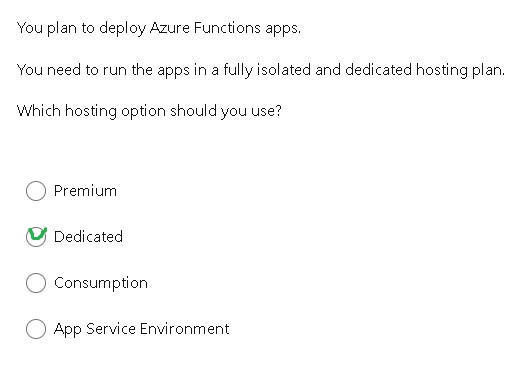 You plan to deploy Azure Functions apps.
You need to run the apps in a fully isolated and dedicated hosting plan.
Which hosting option should you use?
Premium
Dedicated
Consumption
App Service Environment